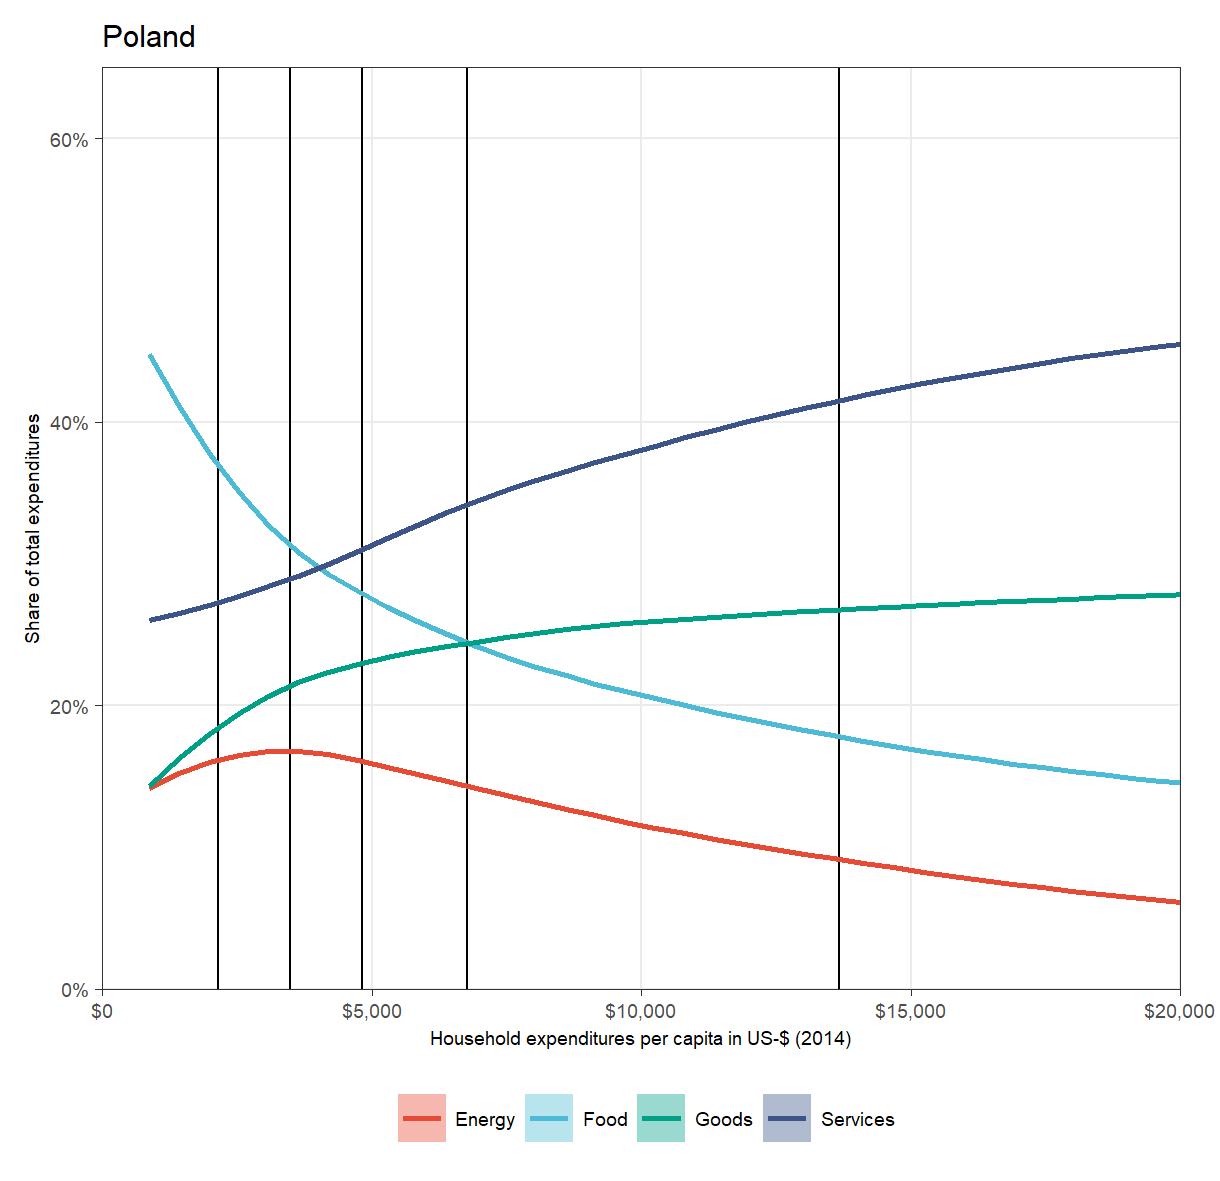 Poland
60%
40%
20%
0%
Share of total expenditures
$0 $5,000 $10,000 $15,000 $20,000
Household expenditures per capita in US-$ (2014)
Energy Food Goods Services